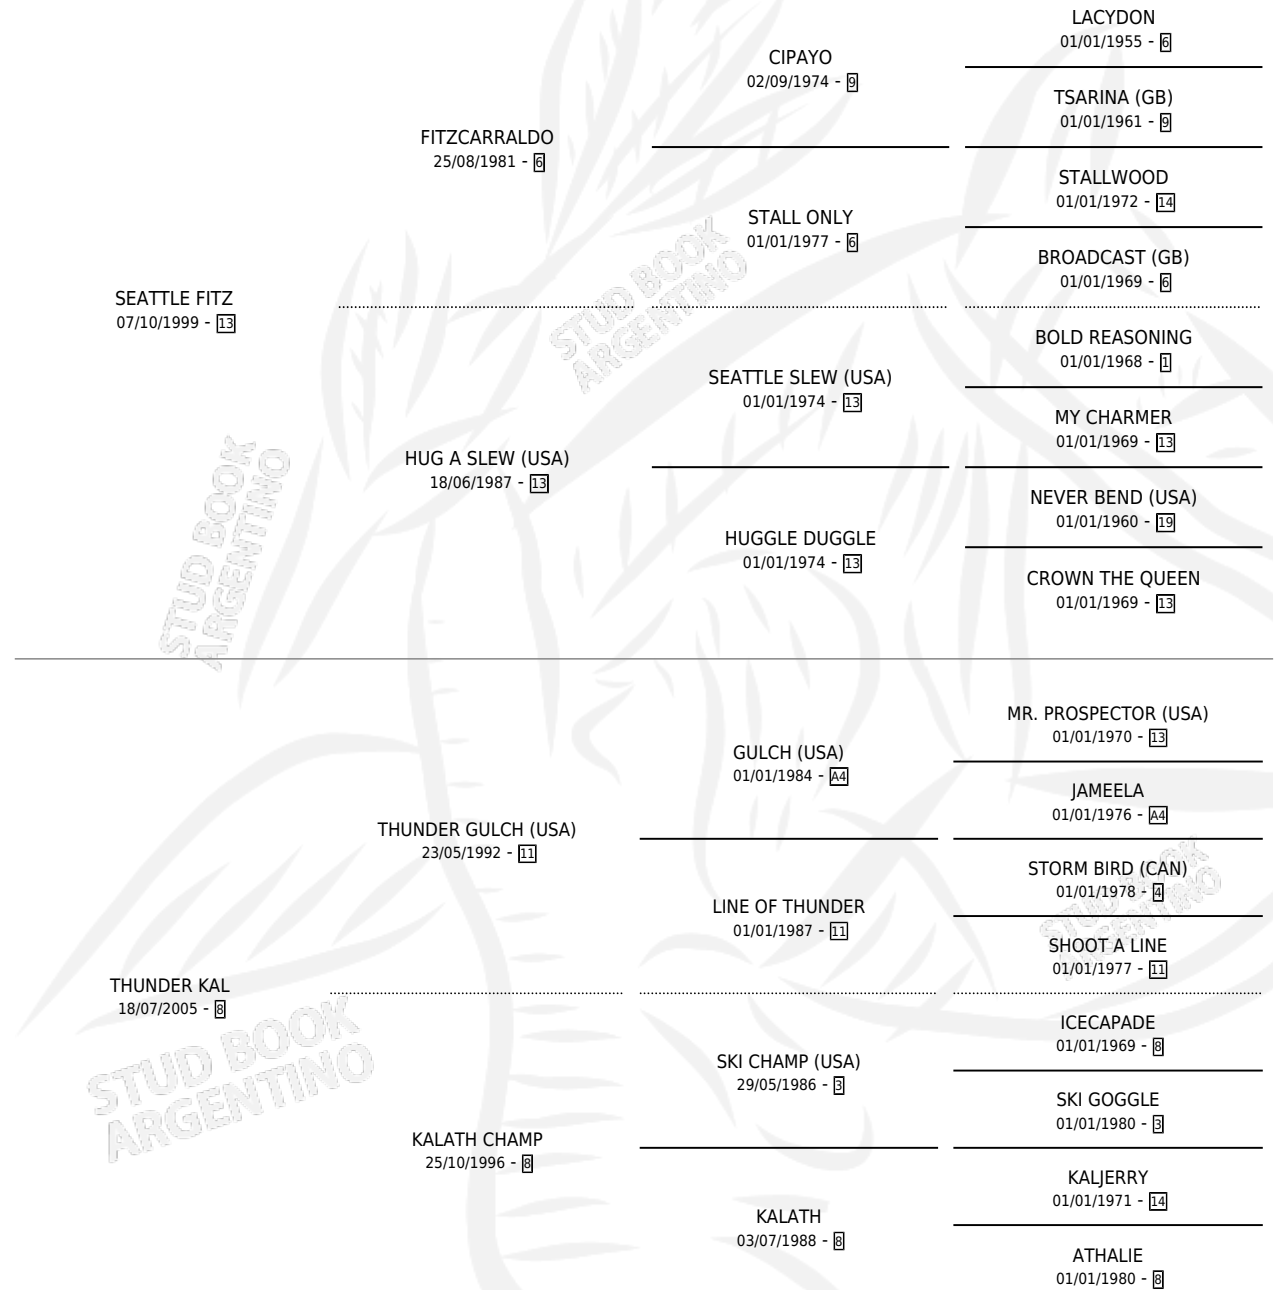 LACYDON
01/01/1955 - 6
CIPAYO
02/09/1974 - 9
TSARINA (GB)
01/01/1961 - 9
FITZCARRALDO
25/08/1981 - 6
STALLWOOD
01/01/1972 - 14
STALL ONLY
01/01/1977 - 6
BROADCAST (GB)
01/01/1969 - 6
SEATTLE FITZ
07/10/1999 - 13
BOLD REASONING
01/01/1968 - 1
SEATTLE SLEW (USA)
01/01/1974 - 13
MY CHARMER
01/01/1969 - 13
HUG A SLEW (USA)
18/06/1987 - 13
NEVER BEND (USA)
01/01/1960 - 19
HUGGLE DUGGLE
01/01/1974 - 13
CROWN THE QUEEN
01/01/1969 - 13
MR. PROSPECTOR (USA)
01/01/1970 - 13
GULCH (USA)
01/01/1984 - A4
JAMEELA
01/01/1976 - A4
THUNDER GULCH (USA)
23/05/1992 - 11
STORM BIRD (CAN)
01/01/1978 - 4
LINE OF THUNDER
01/01/1987 - 11
SHOOT A LINE
01/01/1977 - 11
THUNDER KAL
18/07/2005 - 8
ICECAPADE
01/01/1969 - 8
SKI CHAMP (USA)
29/05/1986 - 3
SKI GOGGLE
01/01/1980 - 3
KALATH CHAMP
25/10/1996 - 8
KALJERRY
01/01/1971 - 14
KALATH
03/07/1988 - 8
ATHALIE
01/01/1980 - 8
STUD BOOK
ARGENTINO
STUD BOOK
ARGENTINO
STUD BOOK
ARGENTINO
STUD BOOK
ARGENTINO